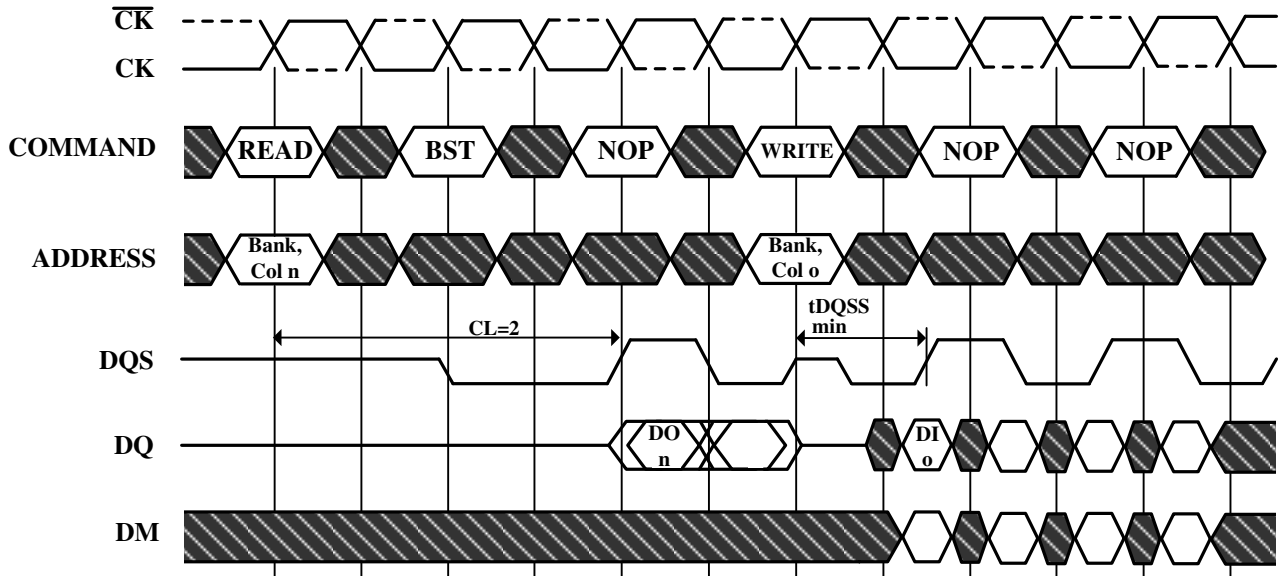 CK
CK
COMMAND
READ
BST
NOP
WRITE
NOP
NOP
ADDRESS
Bank,
Col n
Bank,
Col o
DQS
CL=2
tDQSS
min
DQ
DO
n
DI
o
DM